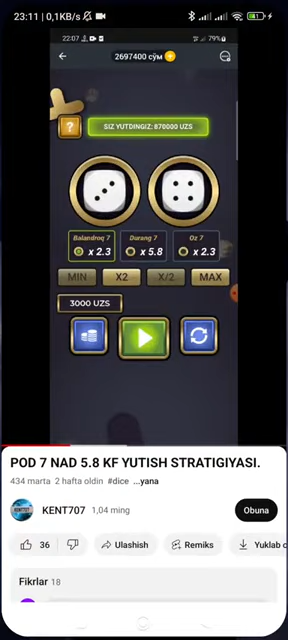 23:11 | 0,1KB/s
22:07
79%
2697400 сӯм
?
SIZ YUTDINGIZ: 870000 UZS
Balandroq 7
x 2.3
Durang 7
x 5.8
Oz 7
x 2.3
MIN
X2
X/2
MAX
3000 UZS
POD 7 NAD 5.8 KF YUTISH STRATIGIYASI.
434 marta 2 hafta oldin #dice ...yana
KENT707 1,04 ming
Obuna
36
Ulashish
Remiks
Yuklab
Fikrlar 18